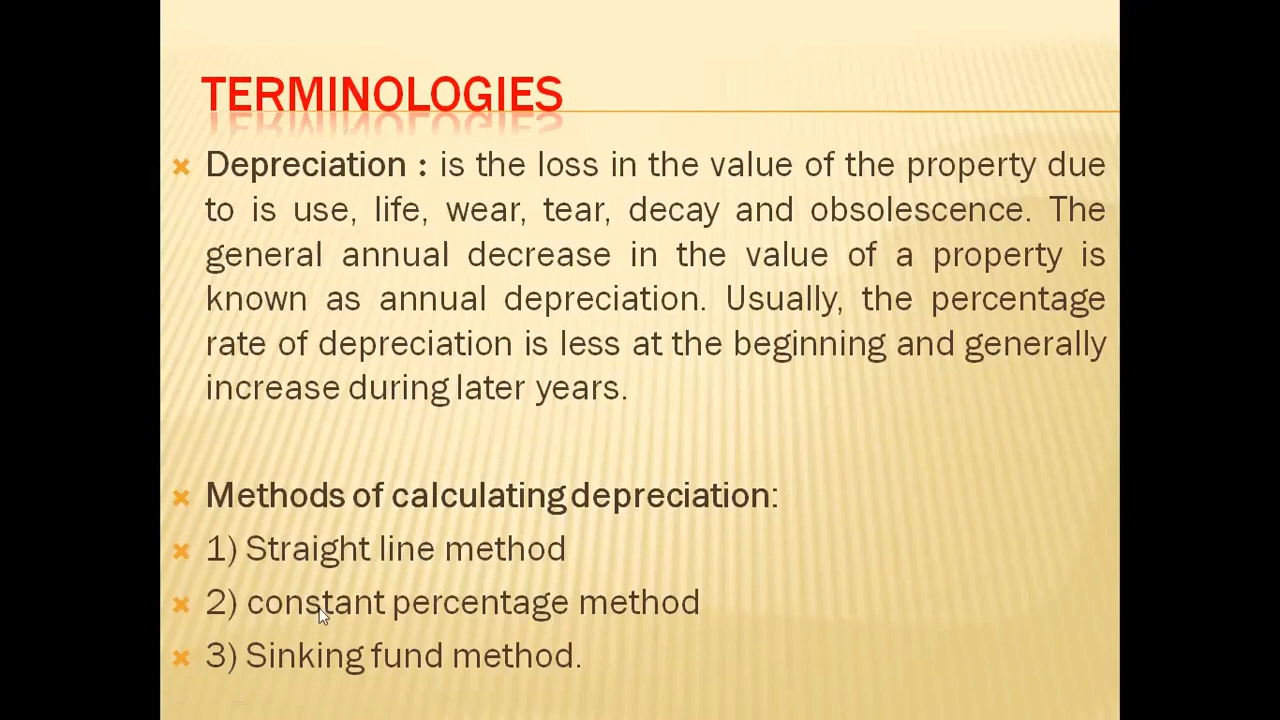 TERMINOLOGIES
Depreciation : is the loss in the value of the property due
to is use, life, wear, tear, decay and obsolescence. The
general annual decrease in the value of a property is
known as annual depreciation. Usually, the percentage
rate of depreciation is less at the beginning and generally
increase during later years.
Methods of calculating depreciation:
1) Straight line method
2) constant percentage method
3) Sinking fund method.